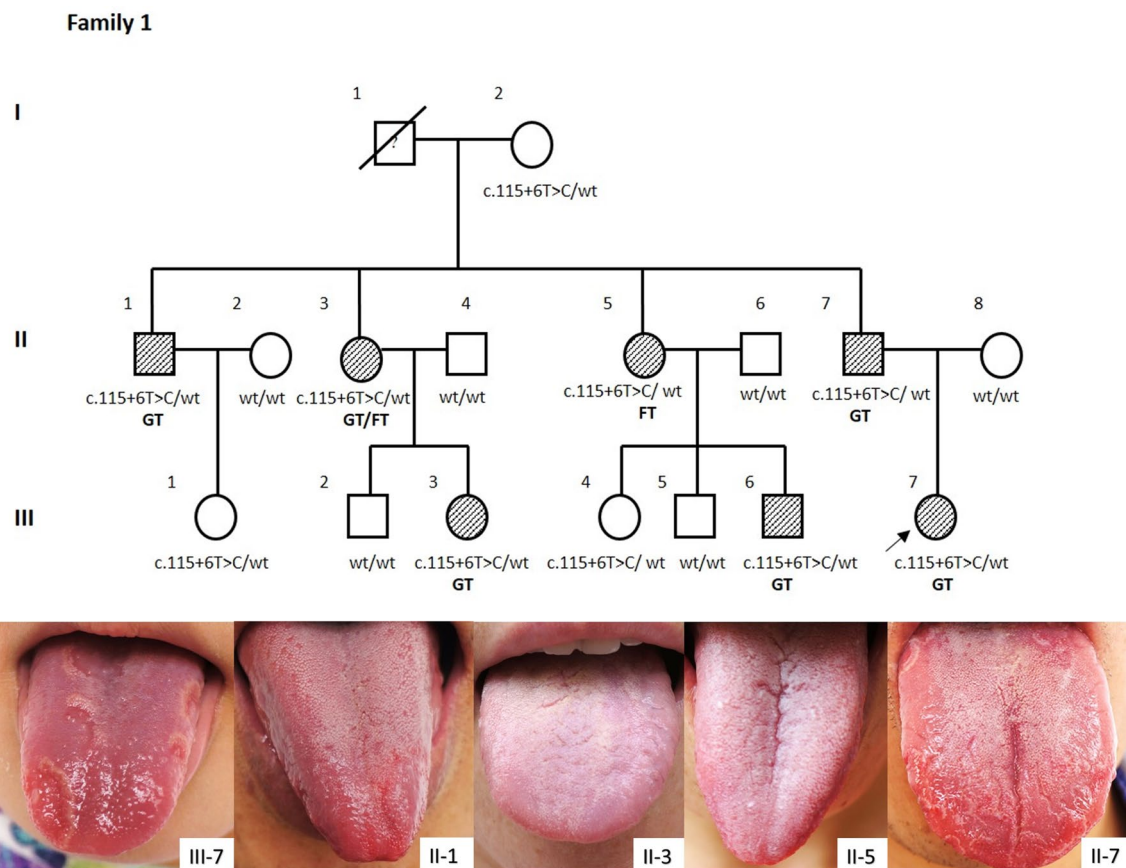 Family 1
I
1 2
?
c.115+6T>C/wt
II
1 2 3 4 5 6 7 8
c.115+6T>C/wt wt/wt c.115+6T>C/wt wt/wt c.115+6T>C/ wt wt/wt c.115+6T>C/ wt wt/wt
GT GT/FT FT GT
III
1 2 3 4 5 6 7
c.115+6T>C/wt wt/wt c.115+6T>C/wt c.115+6T>C/ wt wt/wt c.115+6T>C/wt c.115+6T>C/wt
GT GT GT
III-7 II-1 II-3 II-5 II-7